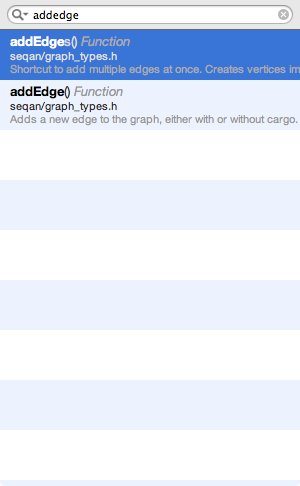 addedge
addEdges() Function
seqan/graph_types.h
Shortcut to add multiple edges at once. Creates vertices im
addEdge() Function
seqan/graph_types.h
Adds a new edge to the graph, either with or without cargo.